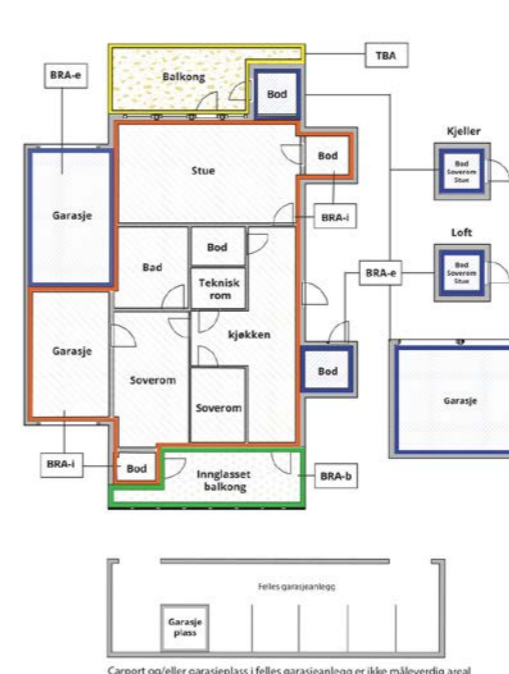 TBA
Balkong
BRA-e
Bod
Kjeller
Bod
Soverom
Stue
Stue
Bod
Garasje
BRA-i
Loft
Bod
Soverom
Stue
Bad
Bod
Teknisk
rom
BRA-e
kjøkken
Garasje
Soverom
Bod
Garasje
Soverom
BRA-i
Bod
Innglasset
balkong
BRA-b
Felles garasjeanlegg
Garasje
plass
Carport og/eller garasjeplass i felles garasjeanlegg er ikke måleverdig areal